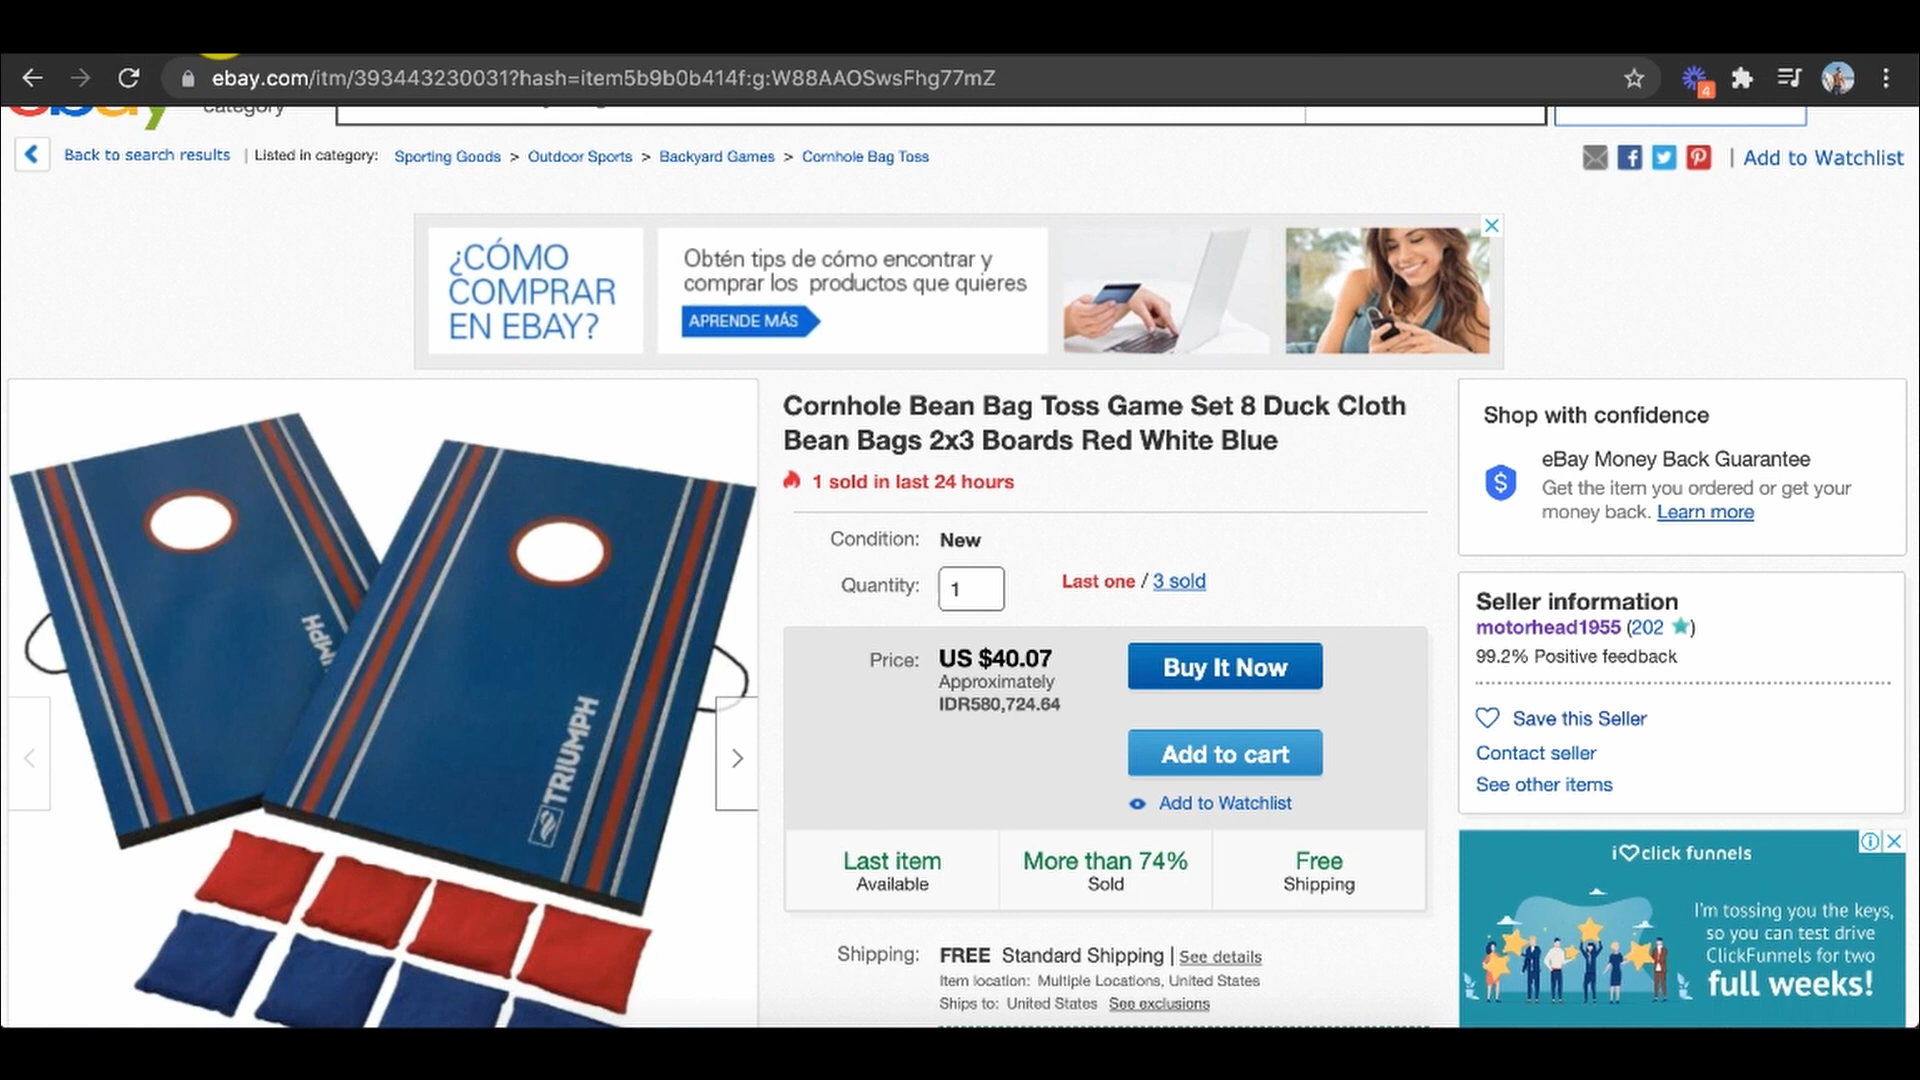 ebay.com/itm/393443230031?hash=item5b9b0b414f:g:W88AAOSwsFhg77mZ
4
ebay category
Back to search results | Listed in category: Sporting Goods > Outdoor Sports > Backyard Games > Cornhole Bag Toss
| Add to Watchlist
¿CÓMO
COMPRAR
EN EBAY?
Obtén tips de cómo encontrar y
comprar los productos que quieres
APRENDE MÁS
TRIUMPH
Cornhole Bean Bag Toss Game Set 8 Duck Cloth
Bean Bags 2x3 Boards Red White Blue
1 sold in last 24 hours
Condition: New
Quantity: 1
Last one / 3 sold
Price: US $40.07
Approximately
IDR580,724.64
Buy It Now
Add to cart
Add to Watchlist
Last item
Available
More than 74%
Sold
Free
Shipping
Shipping: FREE Standard Shipping | See details
Item location: Multiple Locations, United States
Ships to: United States See exclusions
Shop with confidence
eBay Money Back Guarantee
Get the item you ordered or get your
money back. Learn more
Seller information
motorhead1955 (202 )
99.2% Positive feedback
Save this Seller
Contact seller
See other items
i click funnels
I'm tossing you the keys,
so you can test drive
ClickFunnels for two
full weeks!